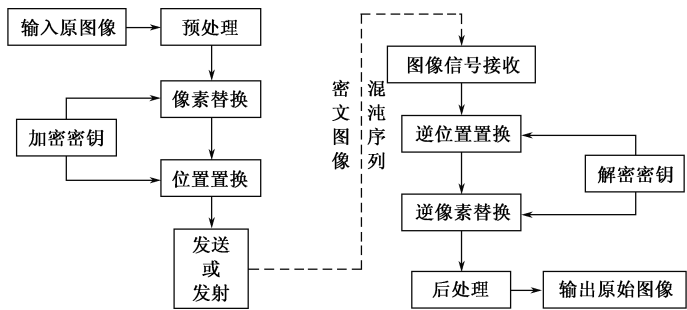 输入原图像
预处理
像素替换
加密密钥
位置置换
发送
或
发射
密文图像
混沌序列
图像信号接收
逆位置置换
解密密钥
逆像素替换
后处理
输出原始图像